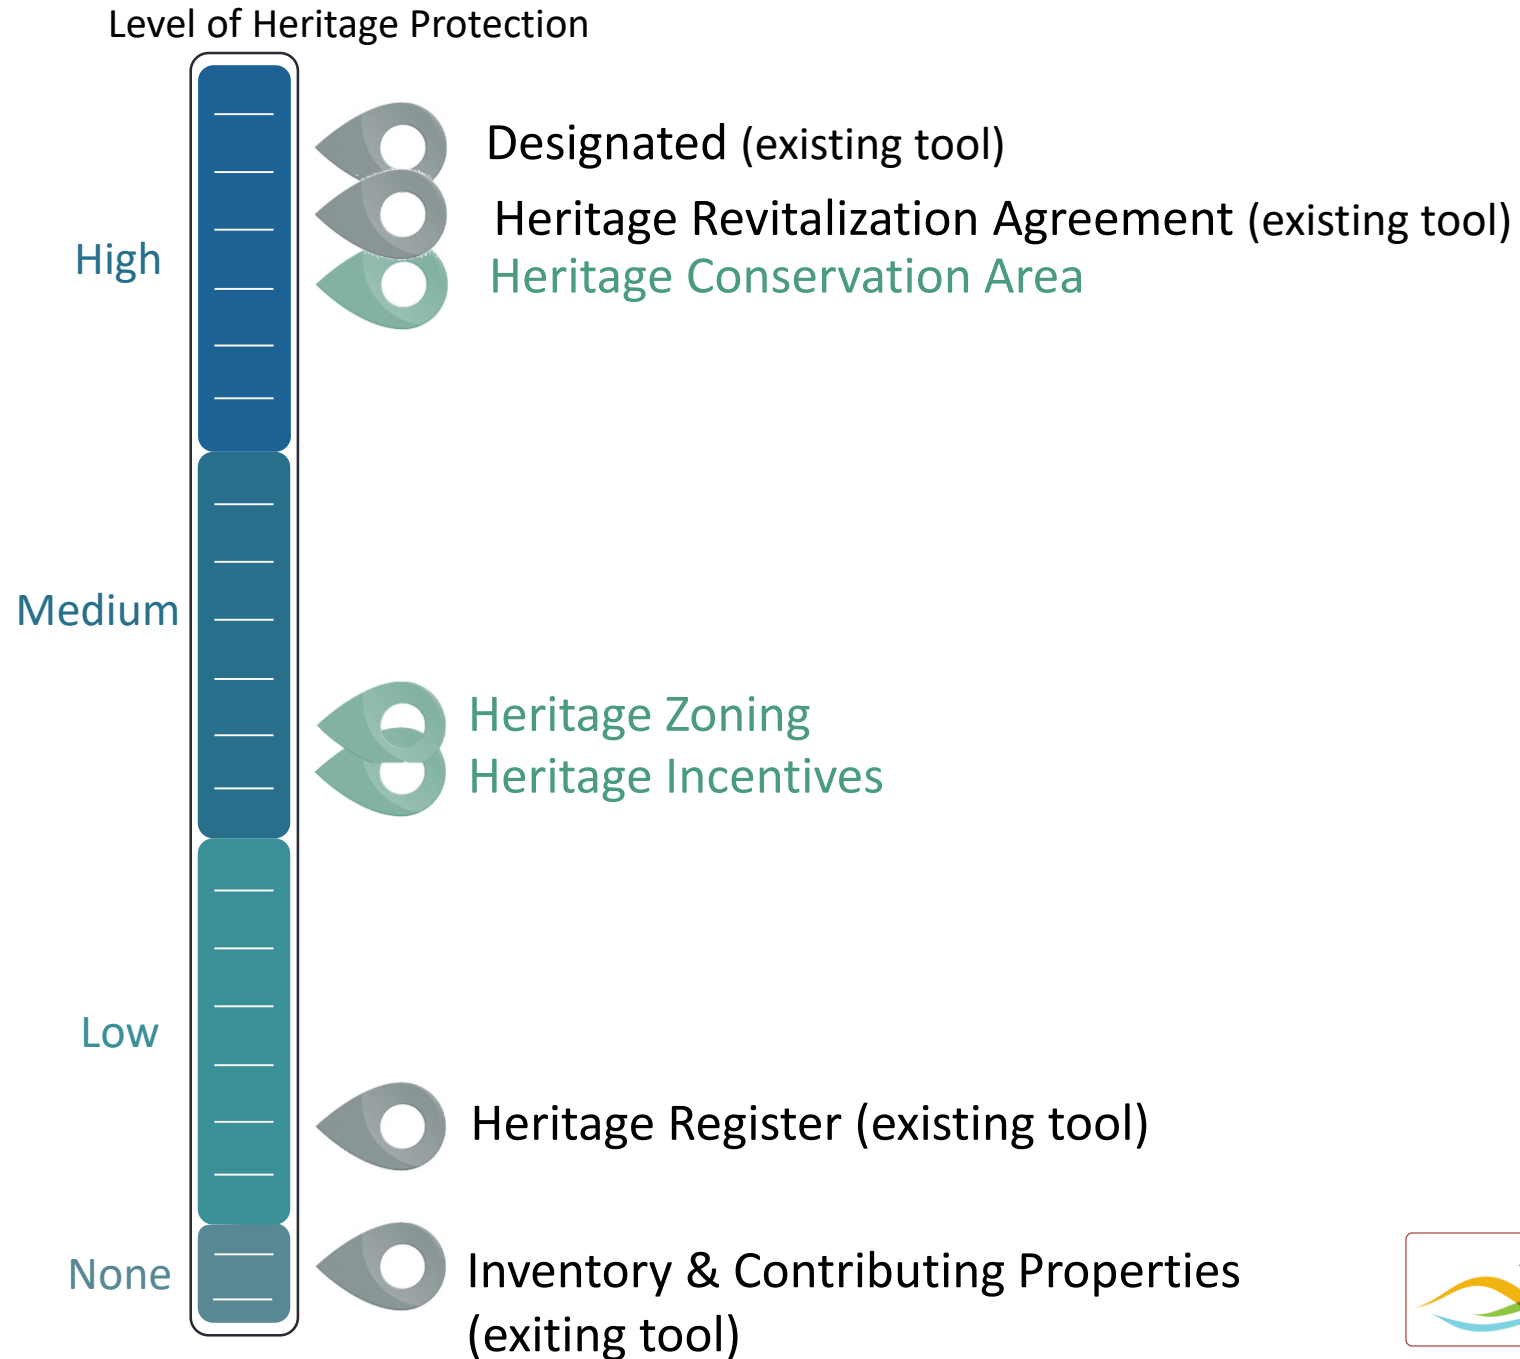 Level of Heritage Protection
Designated (existing tool)
Heritage Revitalization Agreement (existing tool)
High
Heritage Conservation Area
Medium
Heritage Zoning
Heritage Incentives
Low
Heritage Register (existing tool)
None
Inventory & Contributing Properties
(exiting tool)